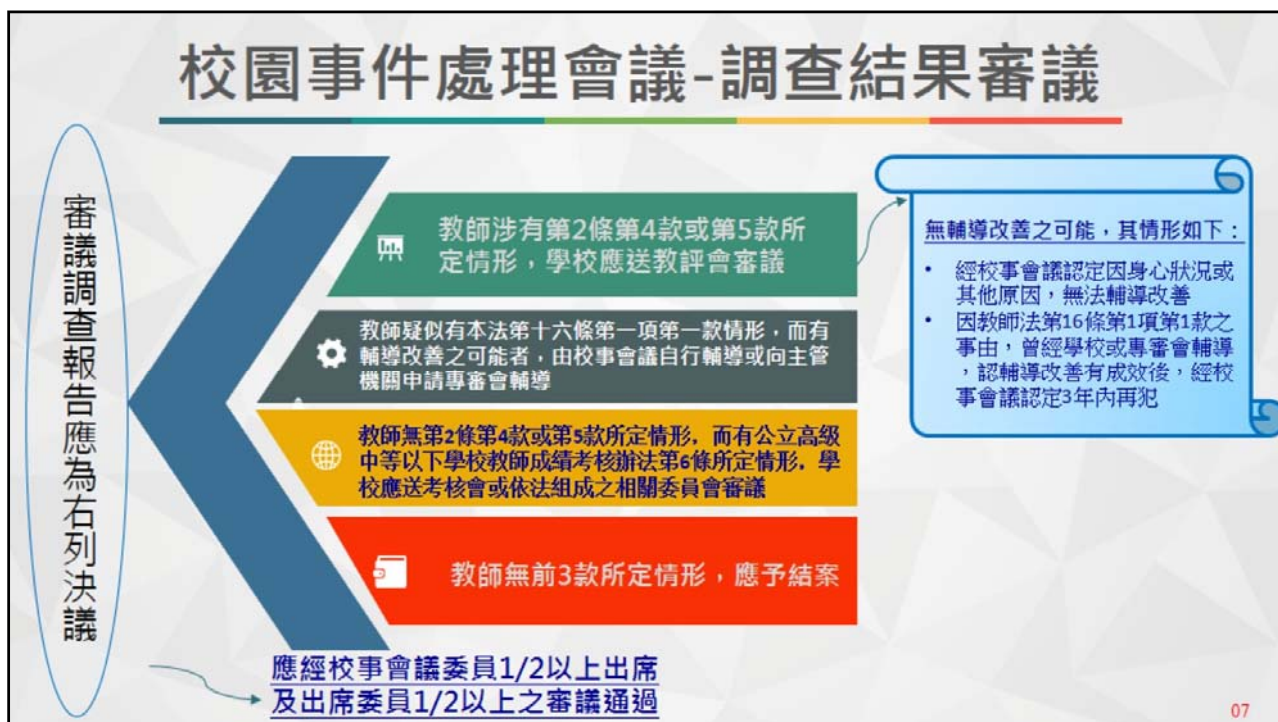 校園事件處理會議-調查結果審議
審議調查報告應為右列決議
教師涉有第2條第4款或第5款所
定情形，學校應送教評會審議
教師疑似有本法第十六條第一項第一款情形，而有
輔導改善之可能者，由校事會議自行輔導或向主管
機關申請專審會輔導
教師無第2條第4款或第5款所定情形，而有公立高級
中等以下學校教師成績考核辦法第6條所定情形，學
校應送考核會或依法組成之相關委員會審議
教師無前3款所定情形，應予結案
無輔導改善之可能，其情形如下：
• 經校事會議認定因身心狀況或
其他原因，無法輔導改善
• 因教師法第16條第1項第1款之
事由，曾經學校或專審會輔導
，認輔導改善有成效後，經校
事會議認定3年內再犯
應經校事會議委員1/2以上出席
及出席委員1/2以上之審議通過
07